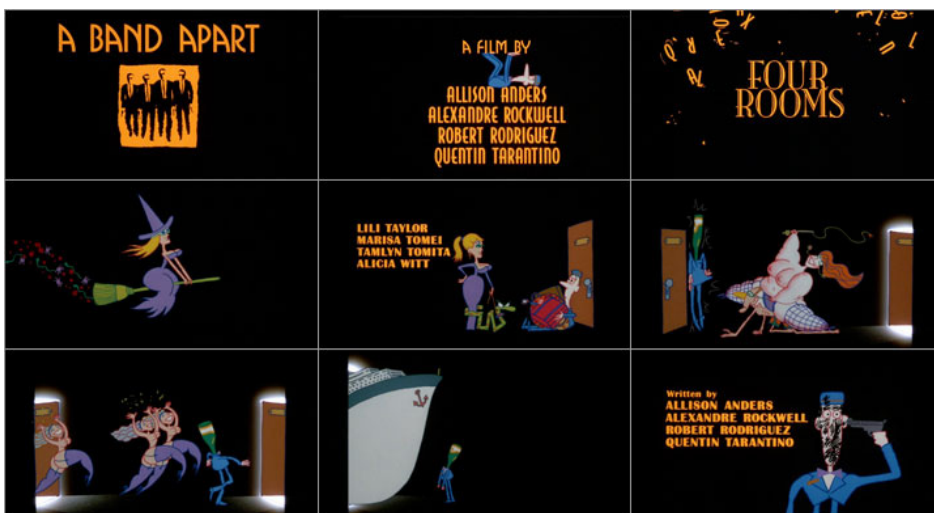 A BAND APART
A FILM BY
ALLISON ANDERS
ALEXANDRE ROCKWELL
ROBERT RODRIGUEZ
QUENTIN TARANTINO
FOUR
ROOMS
LILI TAYLOR
MARISA TOMEI
TAMLYN TOMITA
ALICIA WITT
Written by
ALLISON ANDERS
ALEXANDRE ROCKWELL
ROBERT RODRIGUEZ
QUENTIN TARANTINO